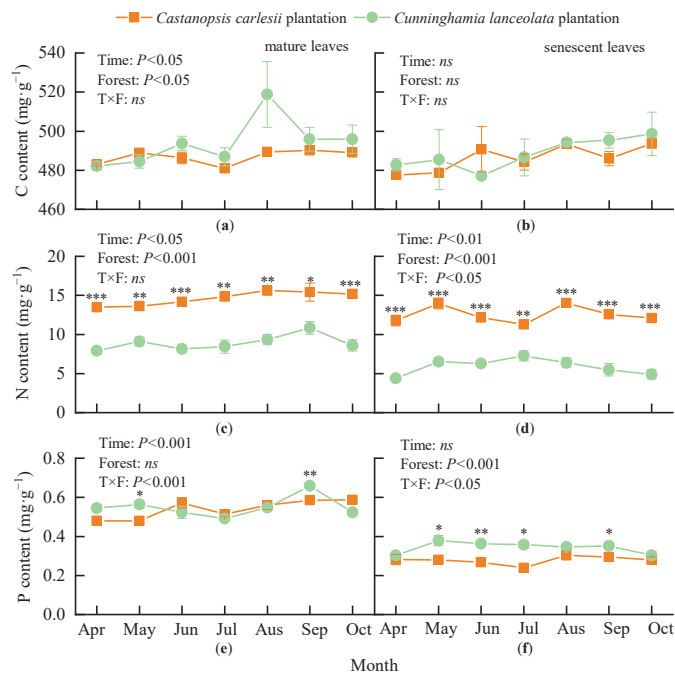 Castanopsis carlesii plantation Cunninghamia lanceolata plantation
mature leaves
Time: P<0.05
Forest: P<0.05
T×F: ns
senescent leaves
Time: ns
Forest: ns
T×F: ns
C content (mg·g⁻¹)
540
520
500
480
460
(a) (b)
Time: P<0.05
Forest: P<0.001
T×F: ns
*** ** *** ** ** * ***
Time: P<0.01
Forest: P<0.001
T×F: P<0.05
*** *** *** ** *** *** ***
N content (mg·g⁻¹)
20
15
10
5
0
(c) (d)
Time: P<0.001
Forest: ns
T×F: P<0.001
* **
Time: ns
Forest: P<0.001
T×F: P<0.05
* ** * *
P content (mg·g⁻¹)
0.8
0.6
0.4
0.2
0.0
Apr May Jun Jul Aus Sep Oct Apr May Jun Jul Aus Sep Oct
(e) (f)
Month